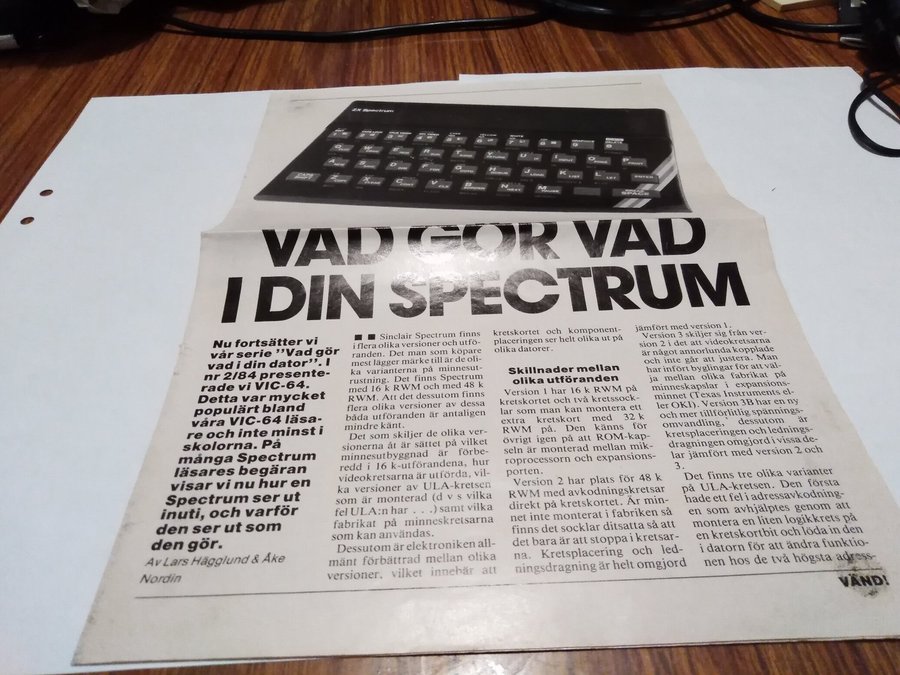 ZX Spectrum
VAD GÖR VAD
I DIN SPECTRUM
Nu fortsätter vi
vår serie ”Vad gör
vad i din dator”. I
nr 2/84 presente-
rade vi VIC-64.
Detta var mycket
populärt bland
våra VIC-64 läsa-
re och inte minst i
skolorna. På
många Spectrum
läsares begäran
visar vi nu hur en
Spectrum ser ut
inuti, och varför
den ser ut som
den gör.
Av Lars Hägglund & Åke
Nordin
■ ■ Sinclair Spectrum finns
i flera olika versioner och utfö-
randen. Det man som köpare
mest lägger märke till är de oli-
ka varianterna på minnesut-
rustning. Det finns Spectrum
med 16 k RWM och med 48 k
RWM. Att det dessutom finns
flera olika versioner av dessa
båda utföranden är antaligen
mindre känt.
Det som skiljer de olika ver-
sionerna åt är sättet på vilket
minnesutbyggnad är förbe-
redd i 16 k-utförandena, hur
videokretsarna är utförda, vil-
ka versioner av ULA-kretsen
som är monterad (d v s vilka
fel ULA:n har . . .) samt vilka
fabrikat på minneskretsarna
som kan användas.
Dessutom är elektroniken all-
mänt förbättrad mellan olika
versioner, vilket innebär att
kretskortet och komponent-
placeringen ser helt olika ut på
olika datorer.
Skillnader mellan
olika utföranden
Version 1 har 16 k RWM på
kretskortet och två kretssock-
lar som man kan montera ett
extra kretskort med 32 k
RWM på. Den känns för
övrigt igen på att ROM-kap-
seln är monterad mellan mik-
roprocessorn och expansions-
porten.
Version 2 har plats för 48 k
RWM med avkodningskretsar
direkt på kretskortet. Är min-
net inte monterat i fabriken så
finns det socklar ditsatta så att
det bara är att stoppa i kretsar-
na. Kretsplacering och led-
ningsdragning är helt omgjord
jämfört med version 1.
Version 3 skiljer sig från ver-
sion 2 i det att videokretsarna
är något annorlunda kopplade
och inte går att justera. Man
har infört byglingar för att väl-
ja mellan olika fabrikat på
minneskapslar i expansions-
minnet (Texas Instruments el-
ler OKI). Version 3B har en ny
och mer tillförlitlig spännings-
omvandling, dessutom är
kretsplaceringen och lednings-
dragningen omgjord i vissa de-
lar jämfört med version 2 och
3.
Det finns tre olika varianter
på ULA-kretsen. Den första
hade ett fel i adressavkodning-
en som avhjälptes genom att
montera en liten logikkrets på
en kretskortbit och löda in den
i datorn för att ändra funktio-
nen hos de två högsta adress-
VÄND!